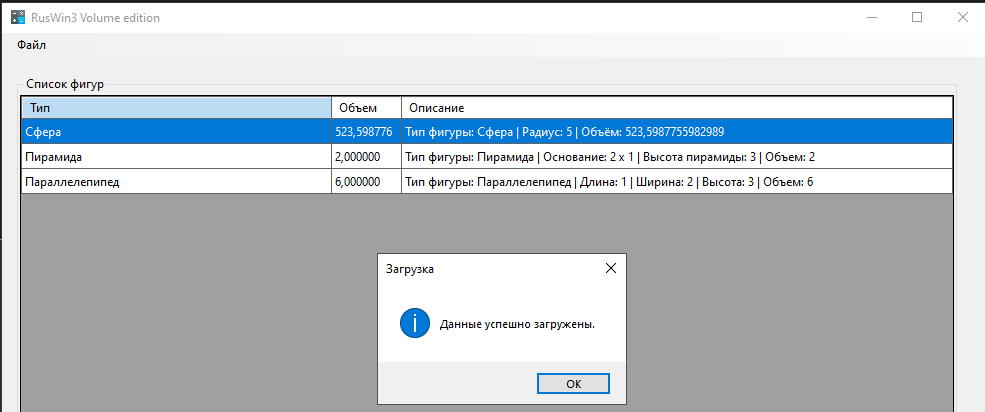 RusWin3 Volume edition
Файл
Список фигур
Тип Объем Описание
Сфера 523,598776 Тип фигуры: Сфера | Радиус: 5 | Объём: 523,5987755982989
Пирамида 2,000000 Тип фигуры: Пирамида | Основание: 2 x 1 | Высота пирамиды: 3 | Объем: 2
Параллелепипед 6,000000 Тип фигуры: Параллелепипед | Длина: 1 | Ширина: 2 | Высота: 3 | Объем: 6
Загрузка
Данные успешно загружены.
OK